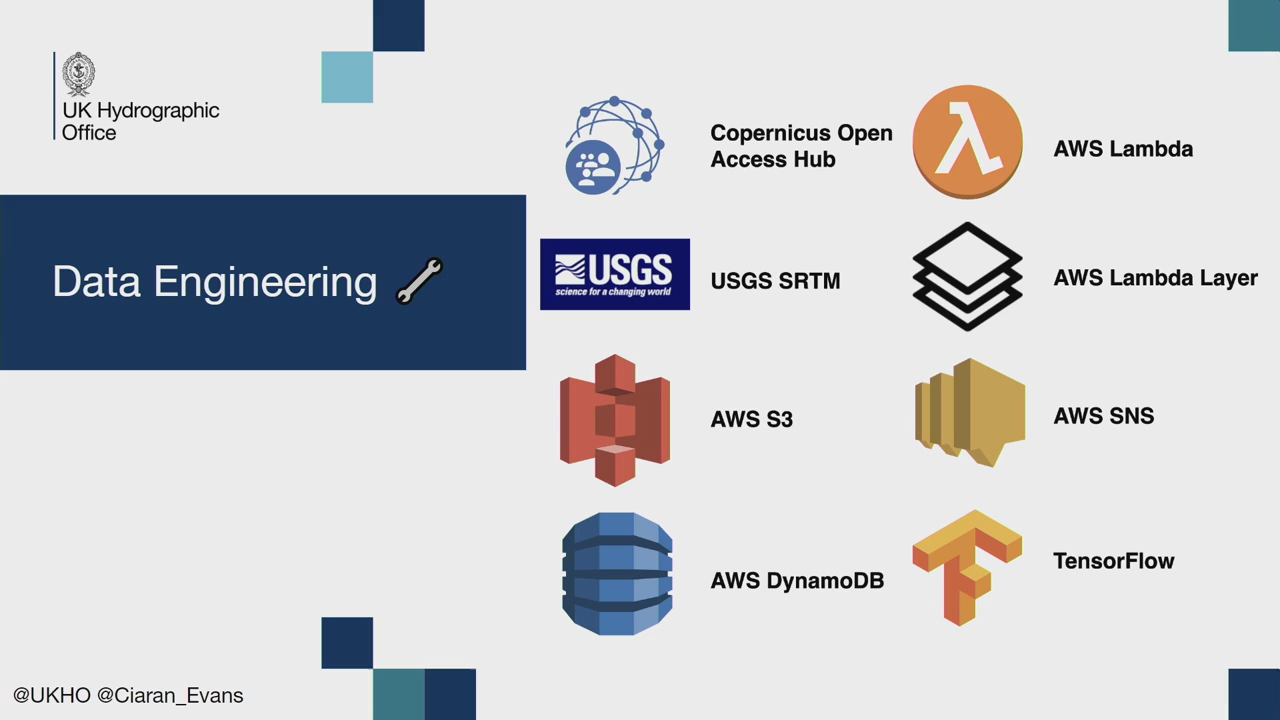 UK Hydrographic
Office
Data Engineering
Copernicus Open
Access Hub
AWS Lambda
USGS
science for a changing world
USGS SRTM
AWS Lambda Layer
AWS S3
AWS SNS
AWS DynamoDB
TensorFlow
@UKHO @Ciaran_Evans